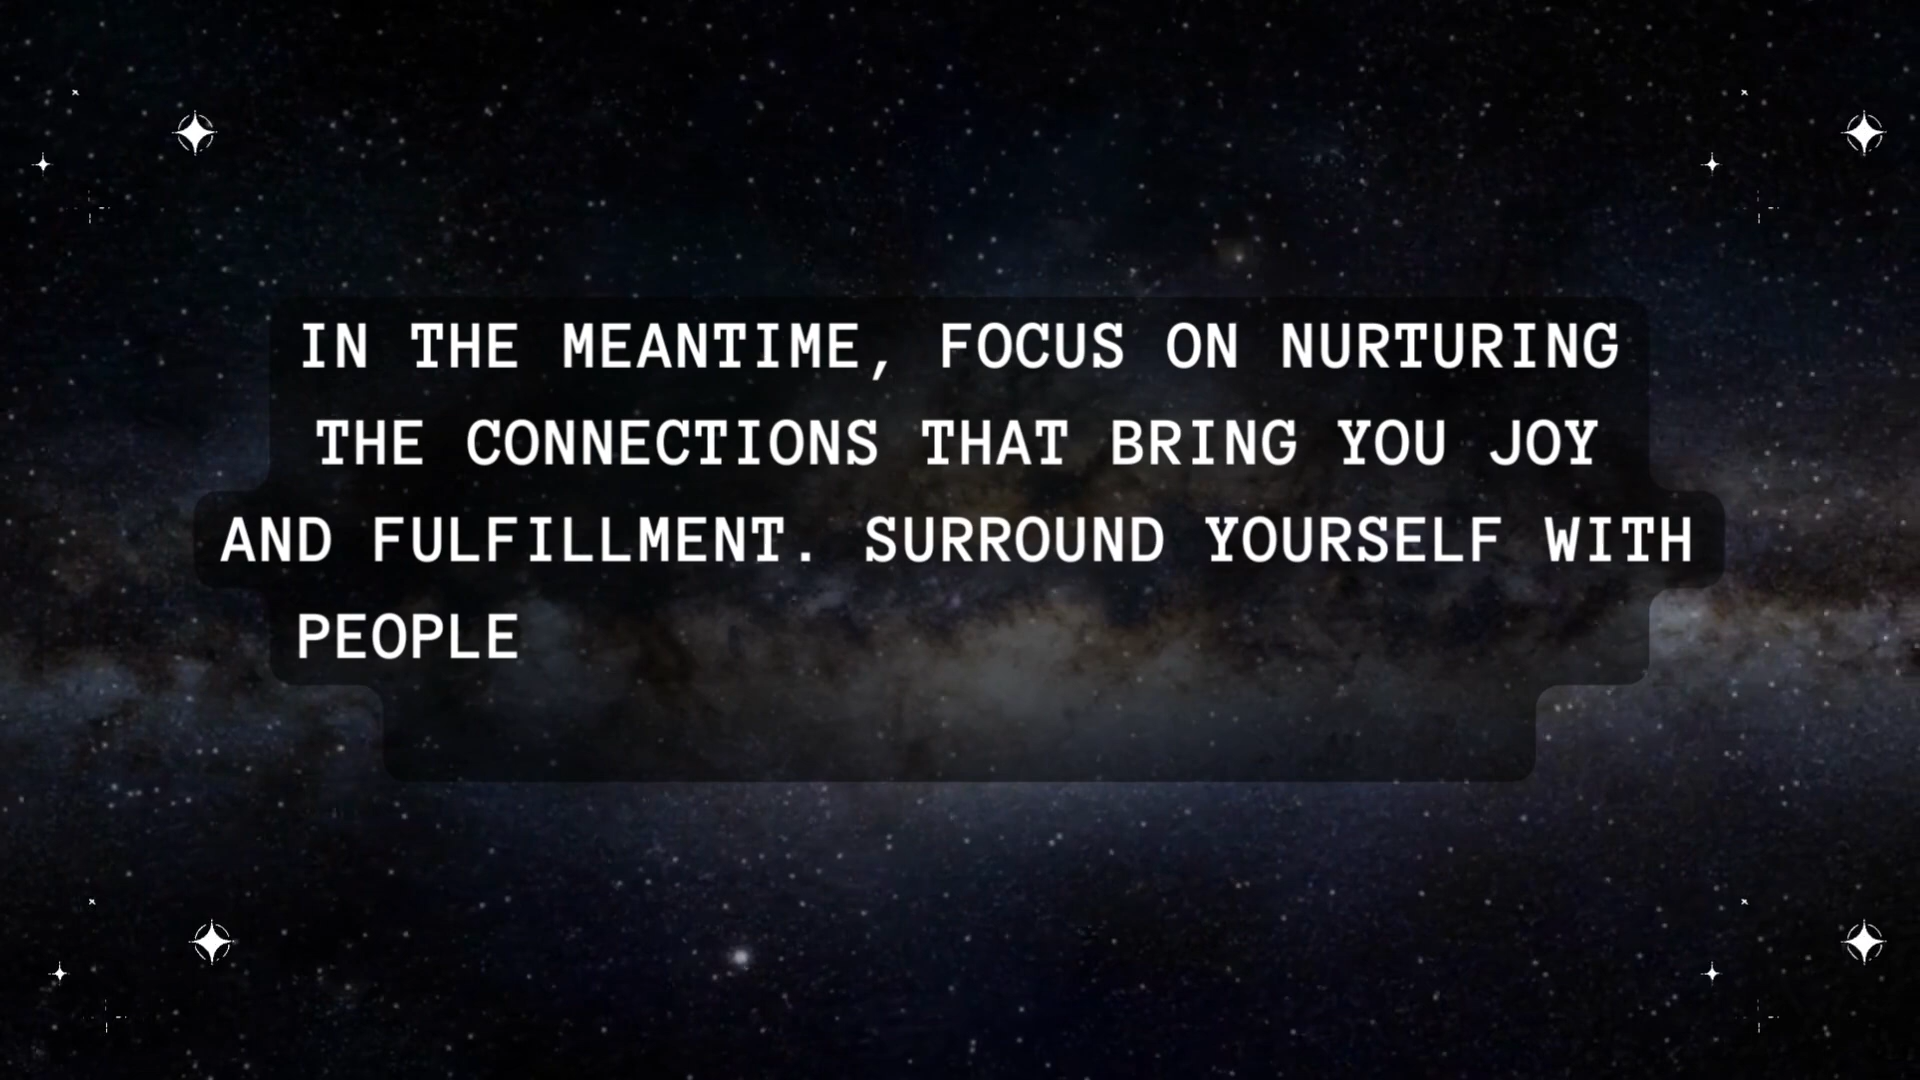 IN THE MEANTIME, FOCUS ON NURTURING
THE CONNECTIONS THAT BRING YOU JOY
AND FULFILLMENT. SURROUND YOURSELF WITH
PEOPLE